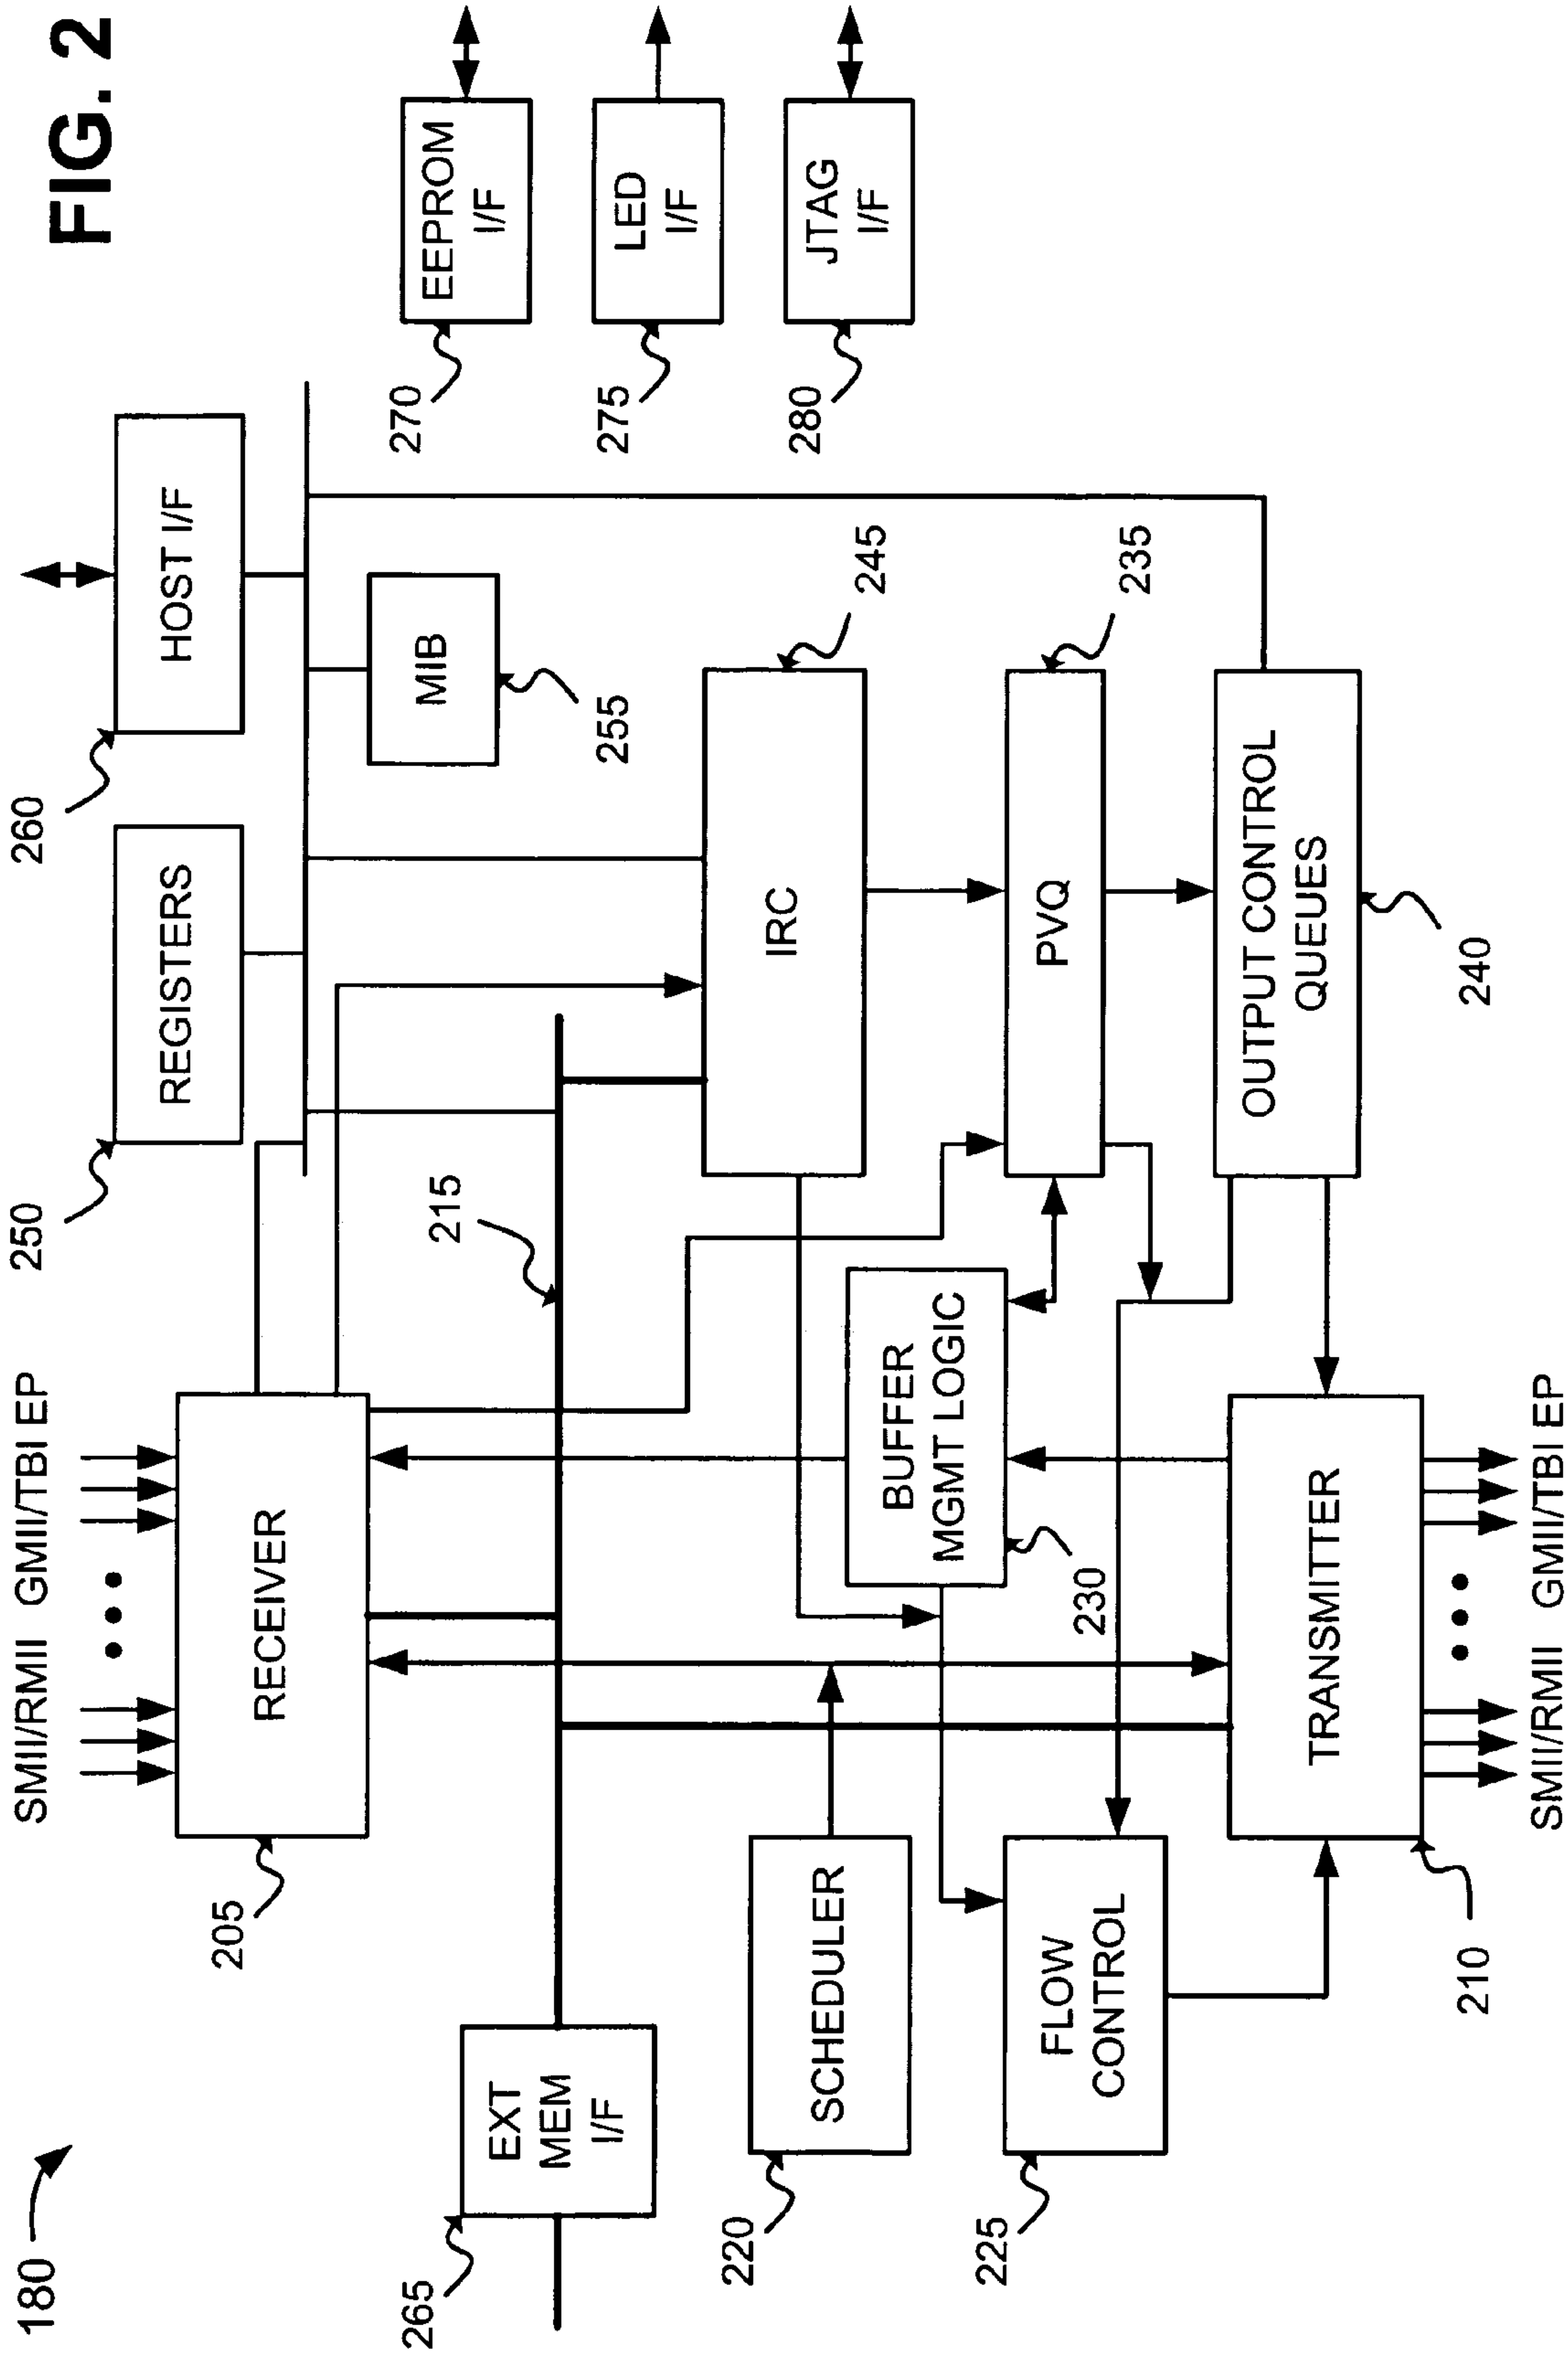 FIG. 2
180
SMII/RMII GMII/TBI EP
250
260
REGISTERS
HOST I/F
205
RECEIVER
MIB
255
EEPROM
I/F
270
265
EXT
MEM
I/F
215
LED
I/F
275
220
SCHEDULER
IRC
245
JTAG
I/F
280
BUFFER
MGMT LOGIC
230
225
FLOW
CONTROL
PVQ
235
210
TRANSMITTER
OUTPUT CONTROL
QUEUES
240
SMII/RMII GMII/TBI EP